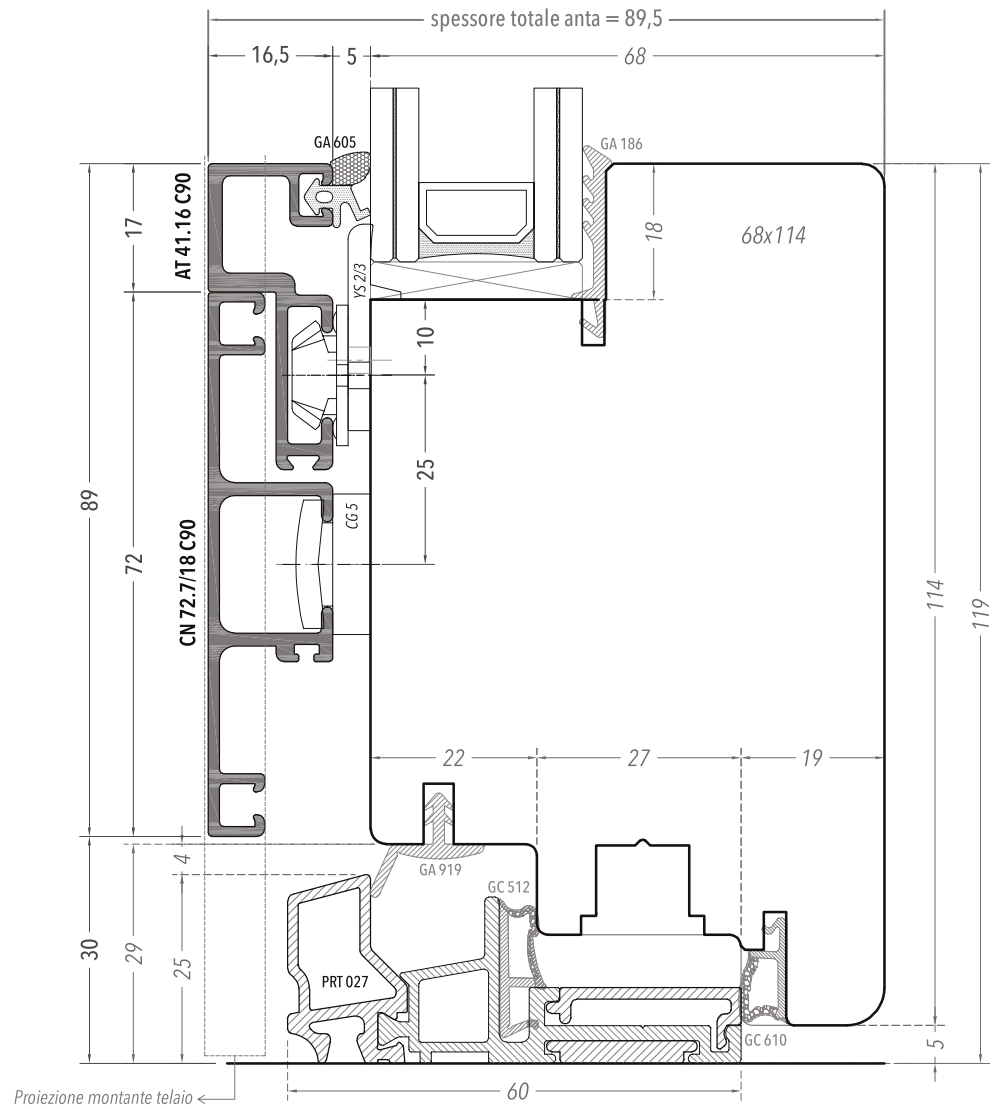 spessore totale anta = 89,5
16,5
5
68
GA 605
GA 186
AT 41.16 C90
17
18
68x114
YS 2/3
10
25
89
72
CG 5
CN 72.7/18 C90
114
119
22
27
19
4
GA 919
GC 512
30
29
25
PRT 027
GC 610
5
60
Proiezione montante telaio